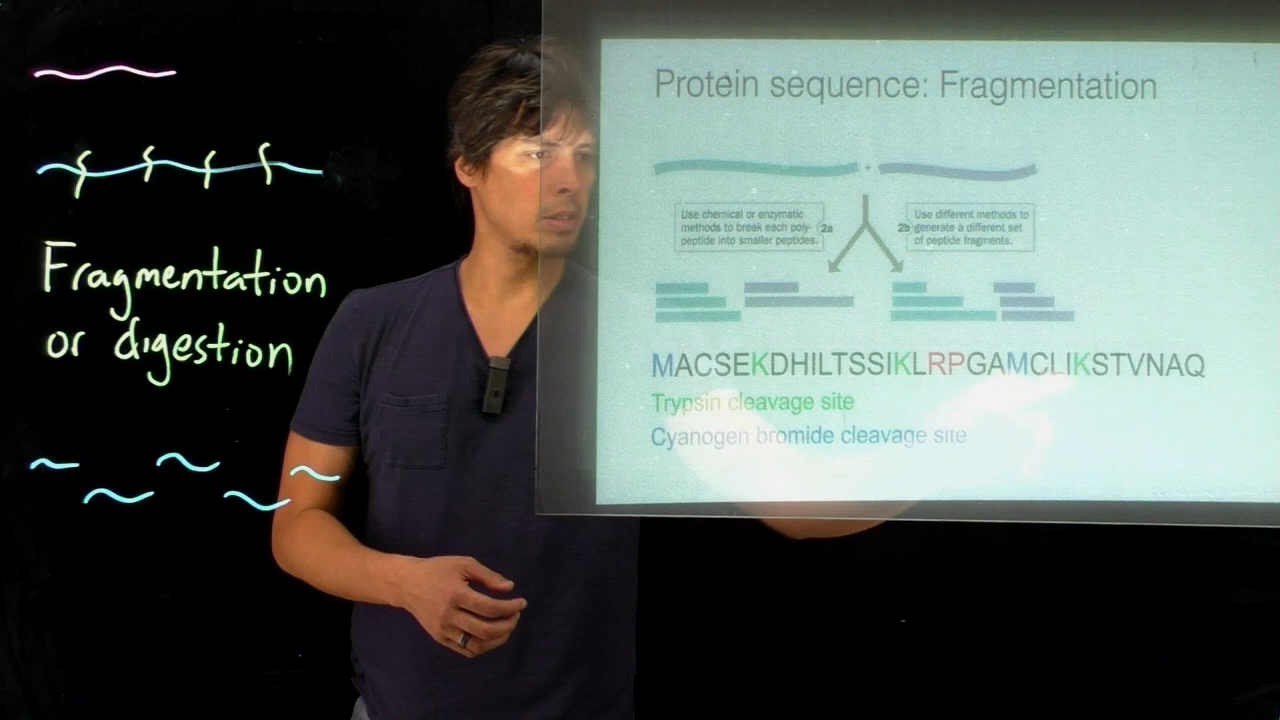 Fragmentation
or digestion
Protein sequence: Fragmentation
+
Use chemical or enzymatic
methods to break each poly-
peptide into smaller peptides.
2a
2b
Use different methods to
generate a different set
of peptide fragments.
MACSEKDHILTSSIKLRPGAMCLIKSTVNAQ
Trypsin cleavage site
Cyanogen bromide cleavage site